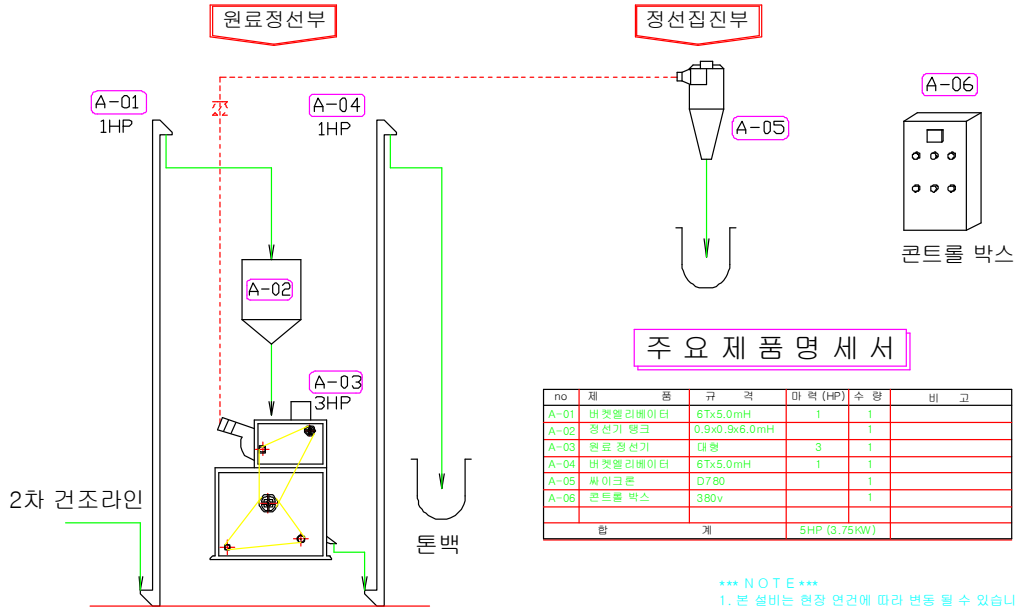 원료정선부
정선집진부
A-01
1HP
A-04
1HP
A-05
A-06
콘트롤 박스
A-02
A-03
3HP
2차 건조라인
톤백
주 요 제 품 명 세 서
no 제 품 규 격 마 력 (HP) 수 량 비 고
A-01 버켓엘리베이터 6Tx5.0mH 1 1
A-02 정선기 탱크 0.9x0.9x6.0mH 1
A-03 원료 정선기 대형 3 1
A-04 버켓엘리베이터 6Tx5.0mH 1 1
A-05 싸이크론 D780 1
A-06 콘트롤 박스 380v 1
합 계 5HP (3.75KW)
*** N O T E ***
1. 본 설비는 현장 연건에 따라 변동 될 수 있습니